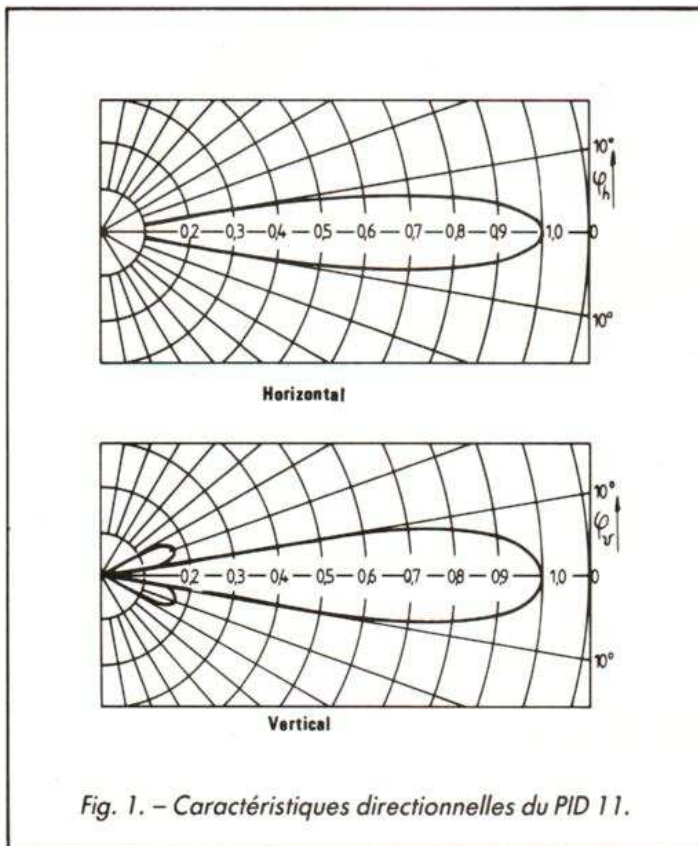 10°
φh
0,2 0,3 0,4 0,5 0,6 0,7 0,8 0,9 1,0 0
10°
Horizontal
10°
φv
0,2 0,3 0,4 0,5 0,6 0,7 0,8 0,9 1,0 0
10°
Vertical
Fig. 1. – Caractéristiques directionnelles du PID 11.